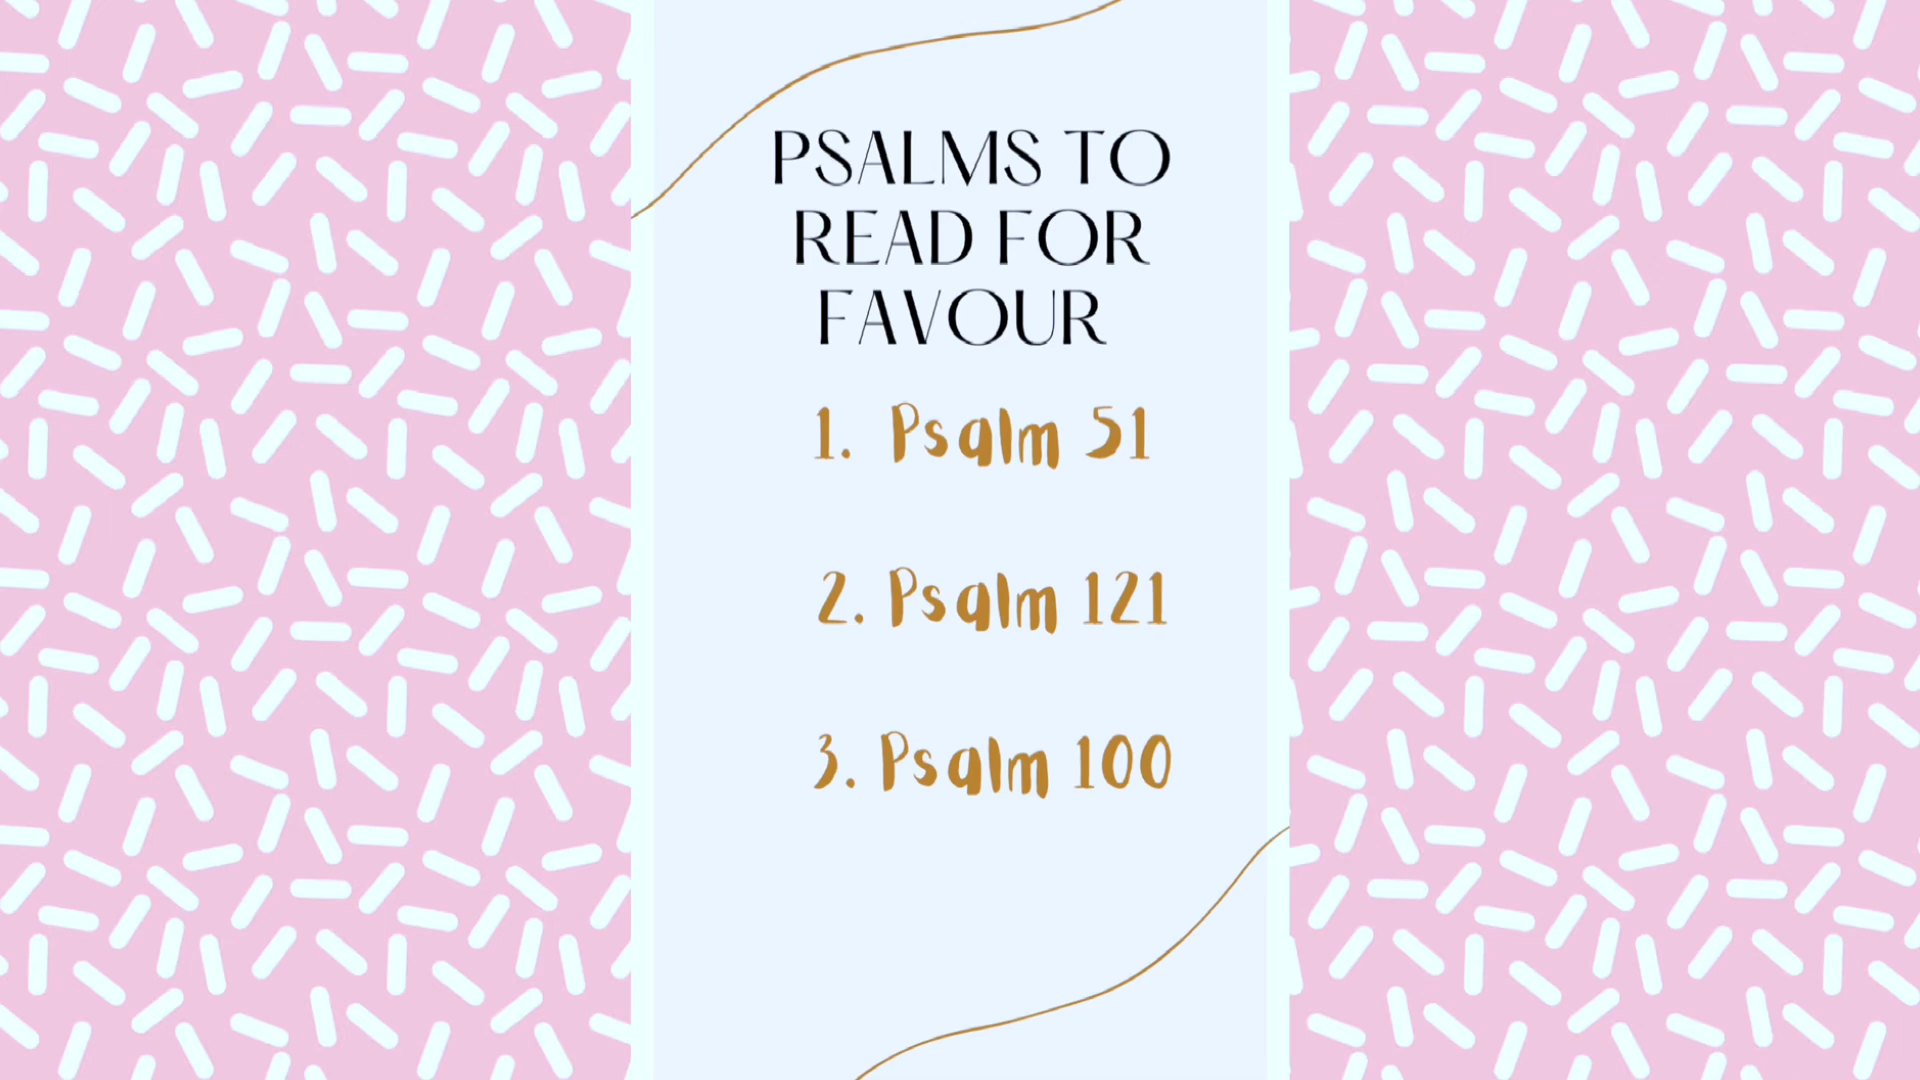 PSALMS TO
READ FOR
FAVOUR
1. Psalm 51
2. Psalm 121
3. Psalm 100